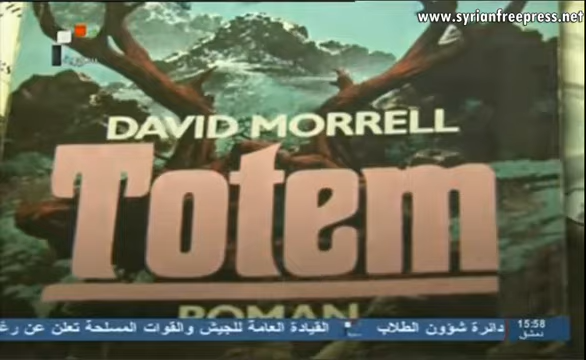 www.syrianfreepress.net
السورية
DAVID MORRELL
Totem
ROMAN
دائرة شؤون الطلاب القيادة العامة للجيش والقوات المسلحة تعلن عن
15:58
دمشق